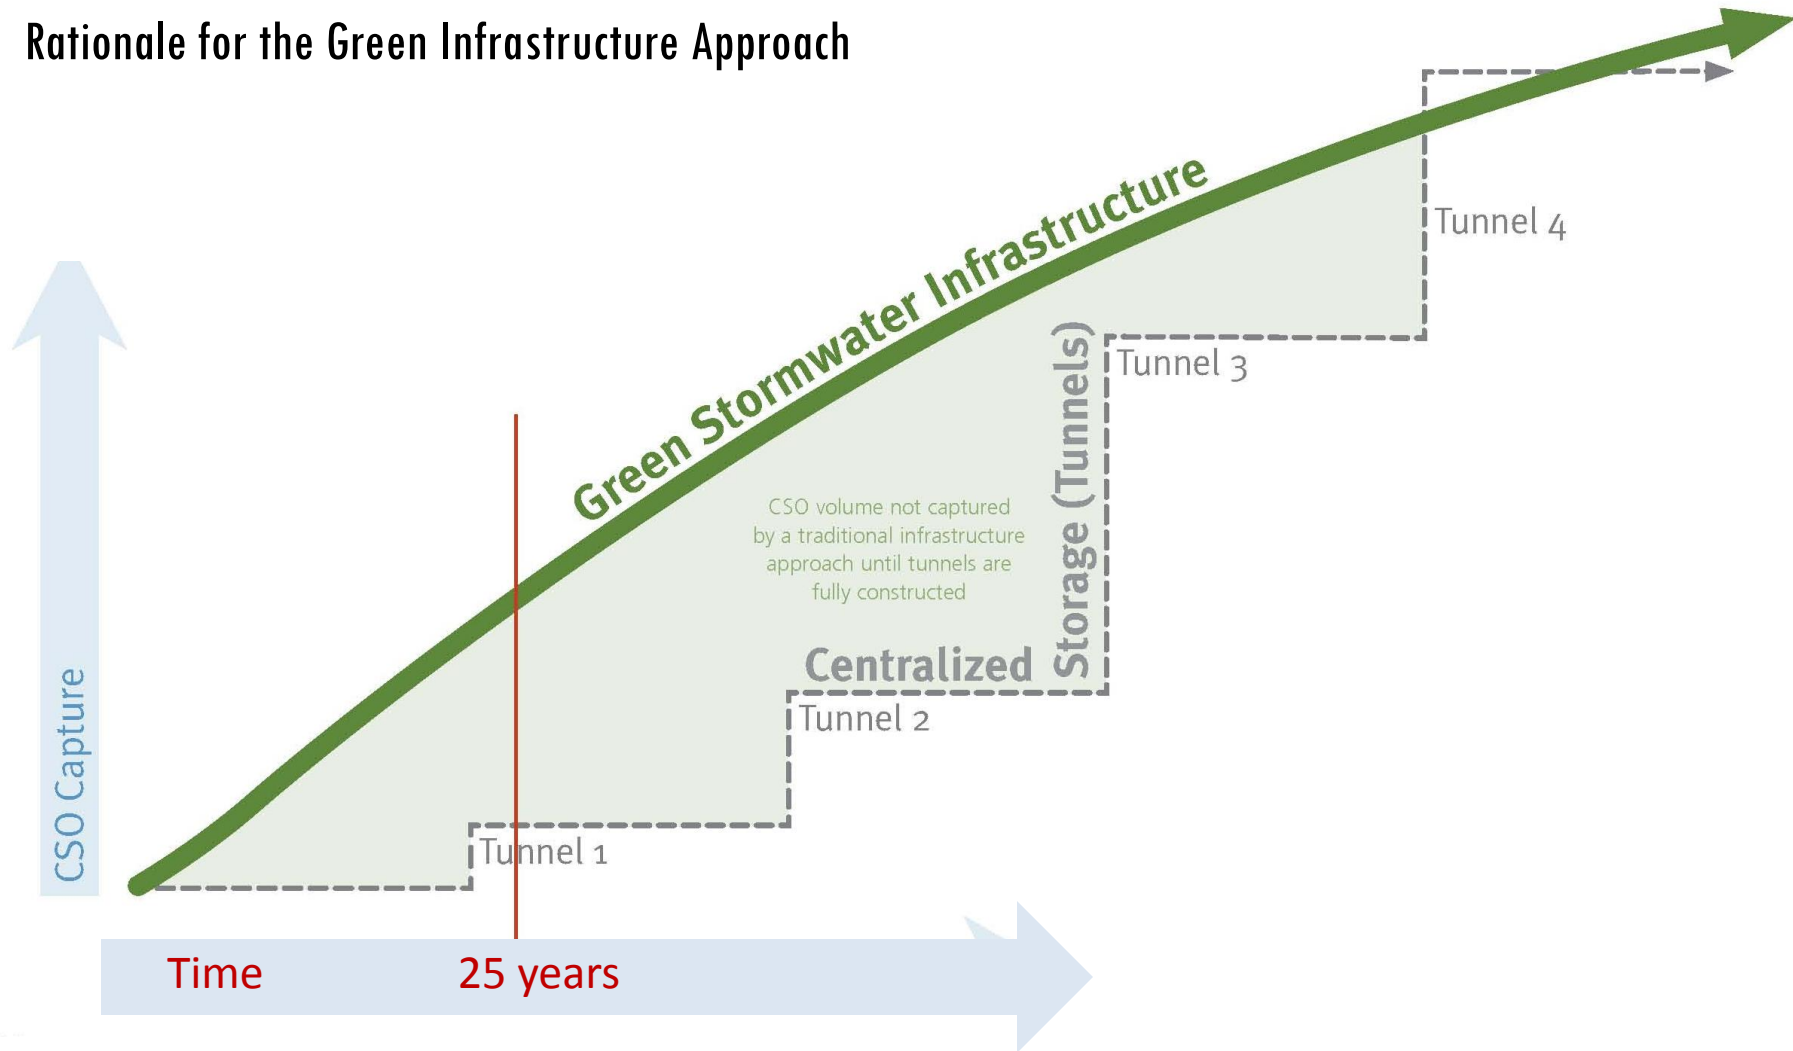 Rationale for the Green Infrastructure Approach
Green Stormwater Infrastructure
Tunnel 4
Tunnel 3
Storage (Tunnels)
CSO volume not captured
by a traditional infrastructure
approach until tunnels are
fully constructed
Centralized
Tunnel 2
Tunnel 1
CSO Capture
Time
25 years